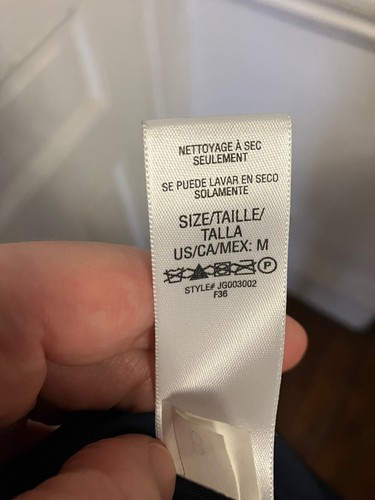 NETTOYAGE À SEC
SEULEMENT
SE PUEDE LAVAR EN SECO
SOLAMENTE
SIZE/TAILLE/
TALLA
US/CA/MEX: M
P
STYLE# JG003002
F36